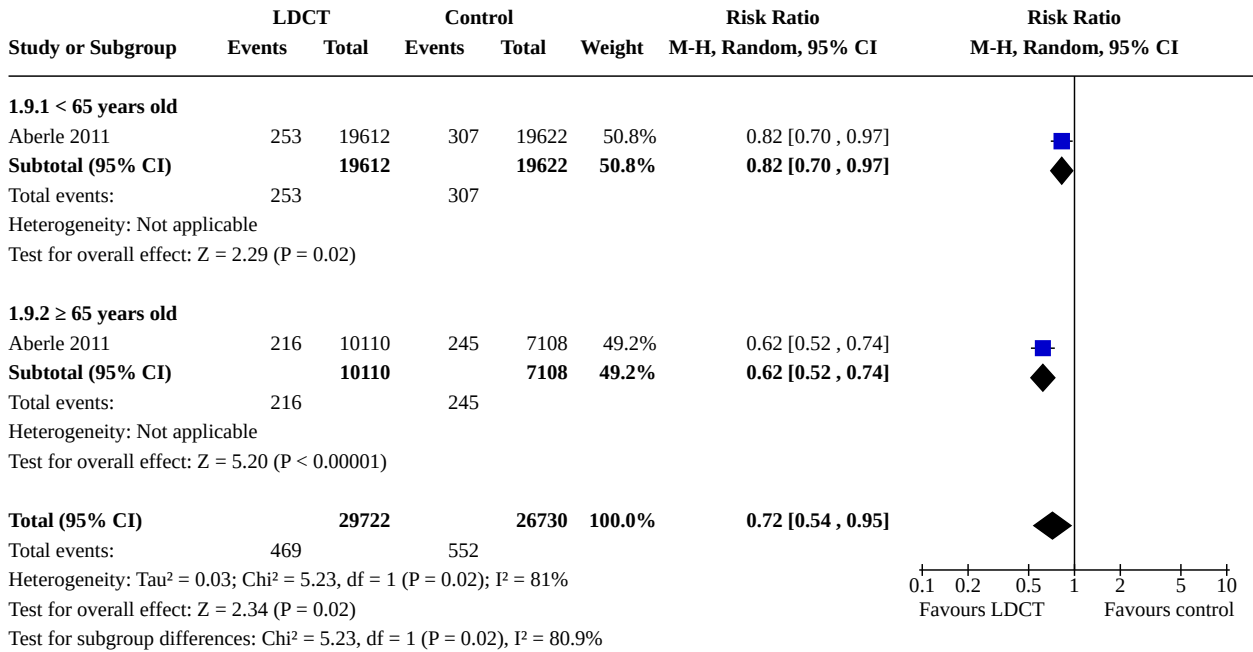 LDCT Control Risk Ratio Risk Ratio
Study or Subgroup Events Total Events Total Weight M-H, Random, 95% CI M-H, Random, 95% CI
1.9.1 < 65 years old
Aberle 2011 253 19612 307 19622 50.8% 0.82 [0.70 , 0.97]
Subtotal (95% CI) 19612 19622 50.8% 0.82 [0.70 , 0.97]
Total events: 253 307
Heterogeneity: Not applicable
Test for overall effect: Z = 2.29 (P = 0.02)
1.9.2 ≥ 65 years old
Aberle 2011 216 10110 245 7108 49.2% 0.62 [0.52 , 0.74]
Subtotal (95% CI) 10110 7108 49.2% 0.62 [0.52 , 0.74]
Total events: 216 245
Heterogeneity: Not applicable
Test for overall effect: Z = 5.20 (P < 0.00001)
Total (95% CI) 29722 26730 100.0% 0.72 [0.54 , 0.95]
Total events: 469 552
Heterogeneity: Tau² = 0.03; Chi² = 5.23, df = 1 (P = 0.02); I² = 81%
0.1 0.2 0.5 1 2 5 10
Test for overall effect: Z = 2.34 (P = 0.02)
Favours LDCT Favours control
Test for subgroup differences: Chi² = 5.23, df = 1 (P = 0.02), I² = 80.9%